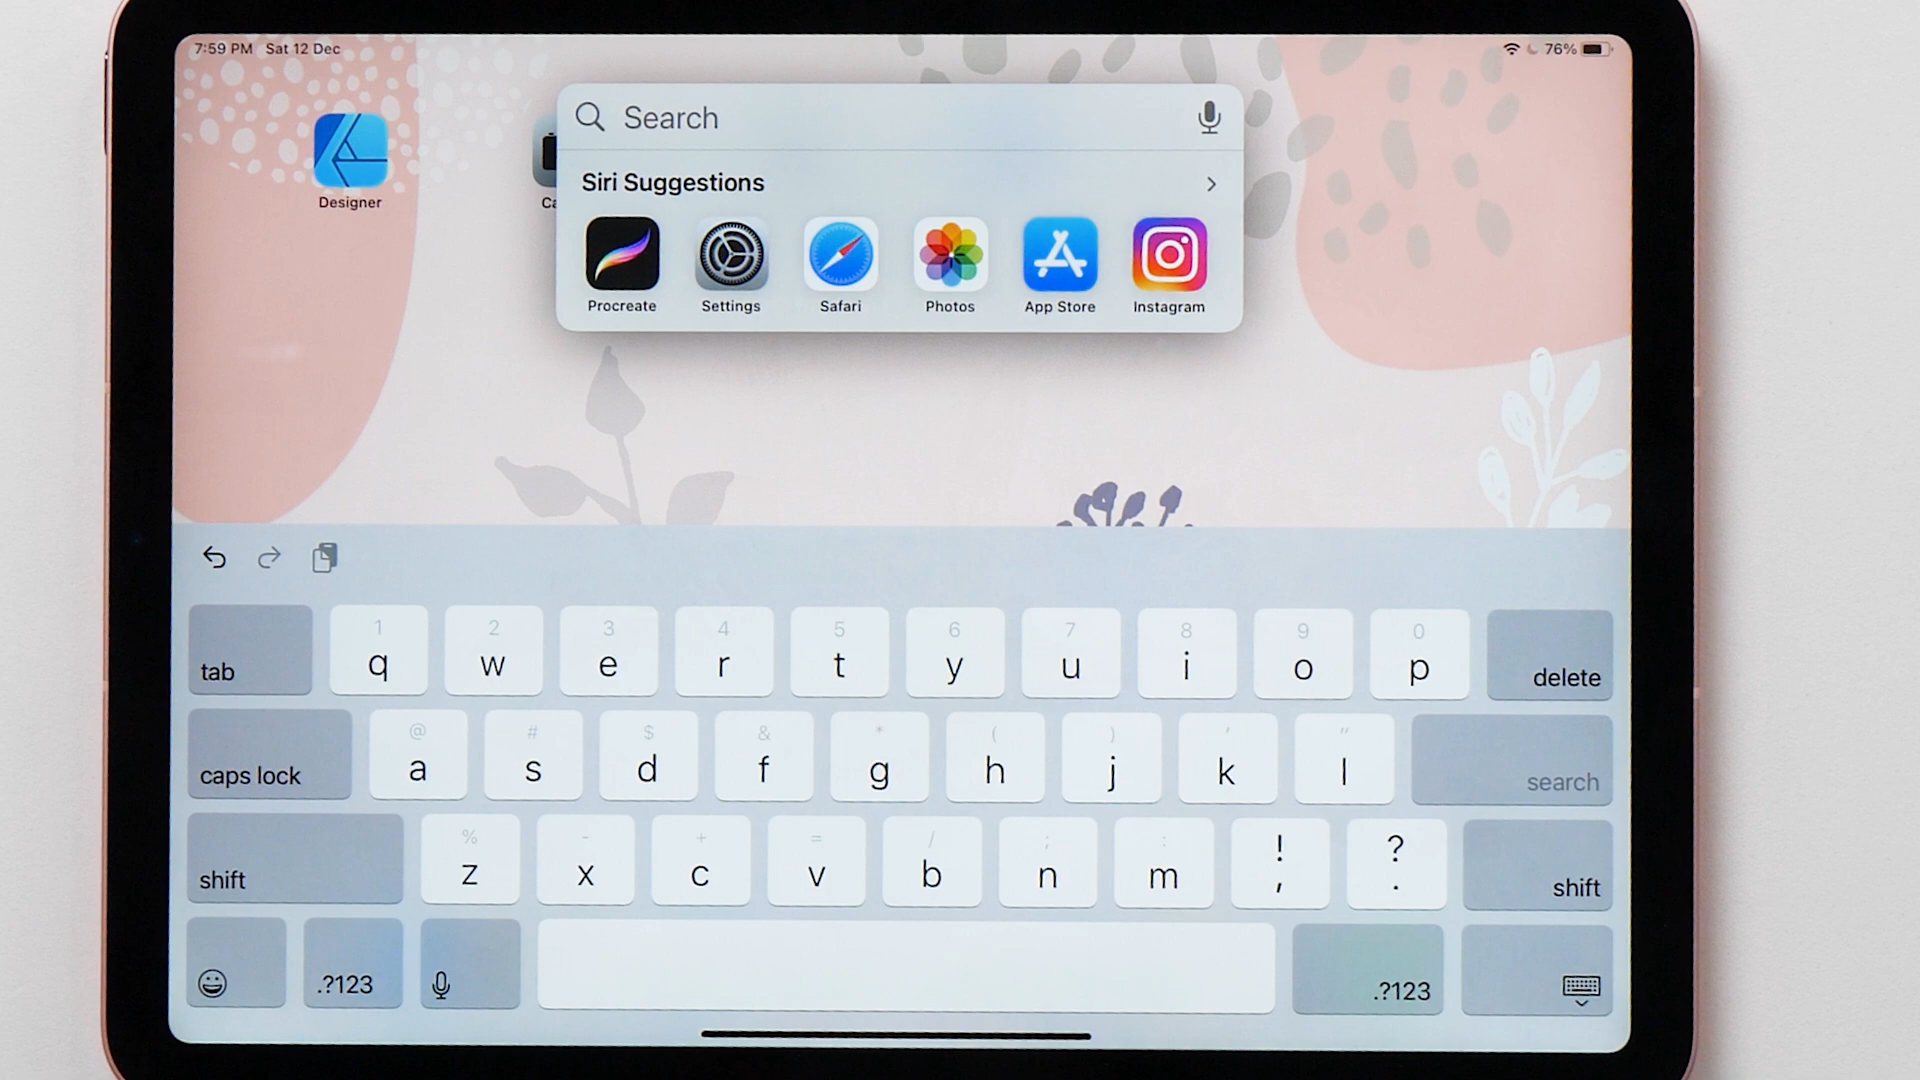 7:59 PM Sat 12 Dec 76%
Search
Siri Suggestions
Designer
Ca
Procreate Settings Safari Photos App Store Instagram
1 2 3 4 5 6 7 8 9 0
tab q w e r t y u i o p delete
@ # $ & * ( ) ' "
caps lock a s d f g h j k l search
% - + = / ; : ! ?
shift z x c v b n m , . shift
.?123 .?123